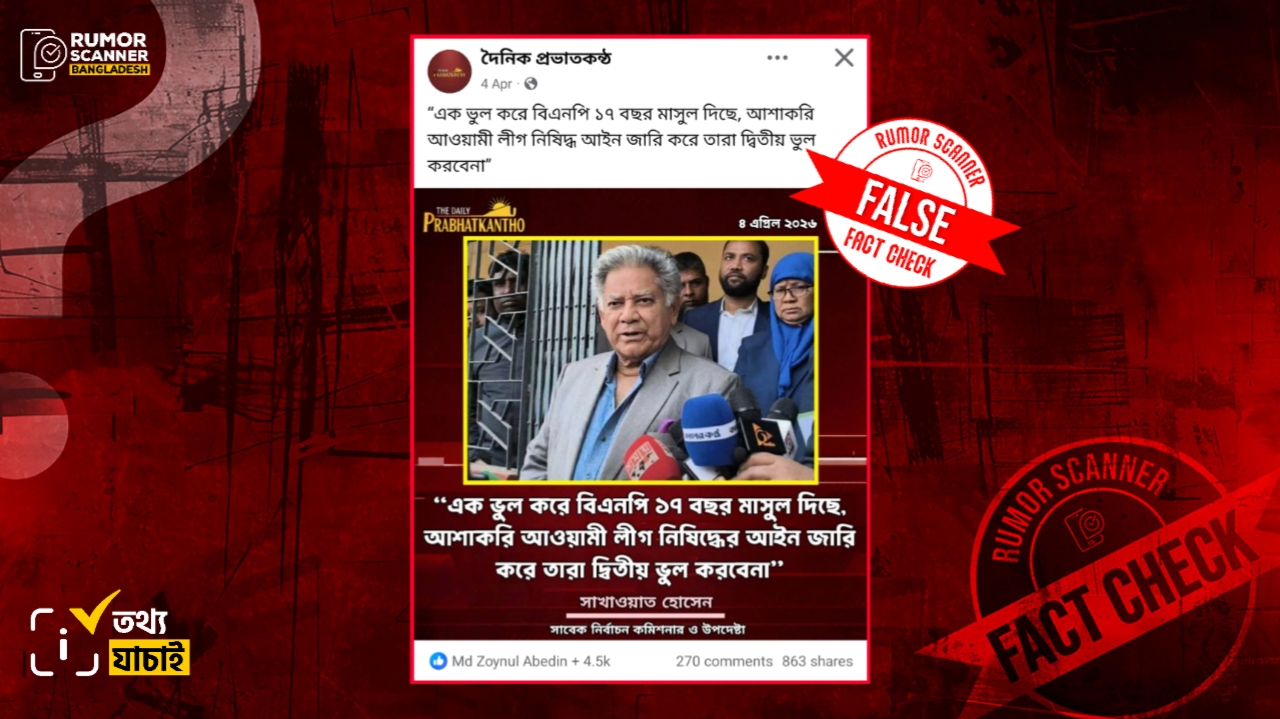 RUMOR
SCANNER
BANGLADESH
দৈনিক প্রভাতকন্ঠ
4 Apr
“এক ভুল করে বিএনপি ১৭ বছর মাসুল দিছে, আশাকরি
আওয়ামী লীগ নিষিদ্ধ আইন জারি করে তারা দ্বিতীয় ভুল
করবেনা”
RUMOR SCANNER
FALSE
FACT CHECK
THE DAILY
PRABHATKANTHO
৪ এপ্রিল ২০২৬
“এক ভুল করে বিএনপি ১৭ বছর মাসুল দিছে,
আশাকরি আওয়ামী লীগ নিষিদ্ধের আইন জারি
করে তারা দ্বিতীয় ভুল করবেনা”
সাখাওয়াত হোসেন
সাবেক নির্বাচন কমিশনার ও উপদেষ্টা
Md Zoynul Abedin + 4.5k
270 comments 863 shares
তথ্য
যাচাই
RUMOR SCANNER
FACT CHECK